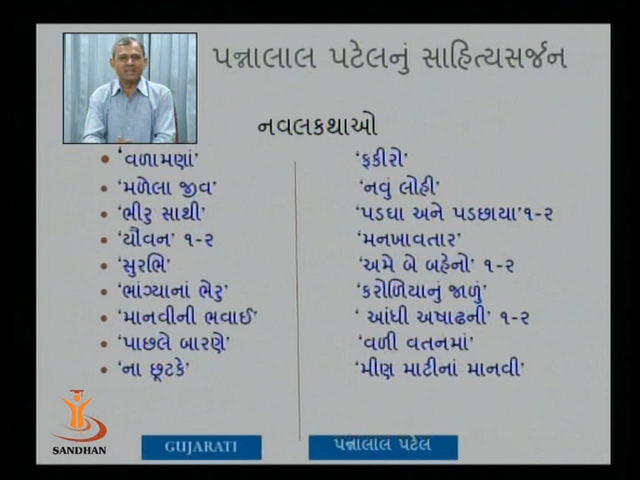 પન્નાલાલ પટેલનું સાહિત્યસર્જન
નવલકથાઓ
• ‘વળામણાં’
• ‘મળેલા જીવ’
• ‘ભીરુ સાથી’
• ‘યૌવન’ ૧-૨
• ‘સુરભિ’
• ‘ભાંગ્યાનાં ભેરુ’
• ‘માનવીની ભવાઈ’
• ‘પાછલે બારણે’
• ‘ના છૂટકે’
‘ફકીરો’
‘નવું લોહી’
‘પડઘા અને પડછાયા’ ૧-૨
‘મનખાવતાર’
‘અમે બે બહેનો’ ૧-૨
‘કરોળિયાનું જાળું’
‘ આંધી અષાઢની’ ૧-૨
‘વળી વતનમાં’
‘મીણ માટીનાં માનવી’
SANDHAN
GUJARATI
પન્નાલાલ પટેલ